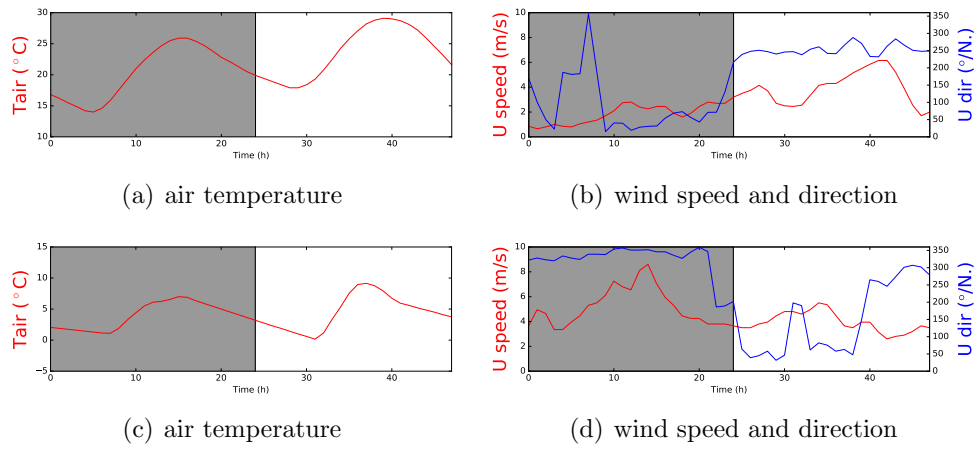 30
25
20
15
10
Tair (°C)
0 10 20 30 40
Time (h)
(a) air temperature
10
8
6
4
2
0
U speed (m/s)
350
300
250
200
150
100
50
0
U dir (°/N.)
0 10 20 30 40
Time (h)
(b) wind speed and direction
15
10
5
0
−5
Tair (°C)
0 10 20 30 40
Time (h)
(c) air temperature
10
8
6
4
2
0
U speed (m/s)
350
300
250
200
150
100
50
0
U dir (°/N.)
0 10 20 30 40
Time (h)
(d) wind speed and direction